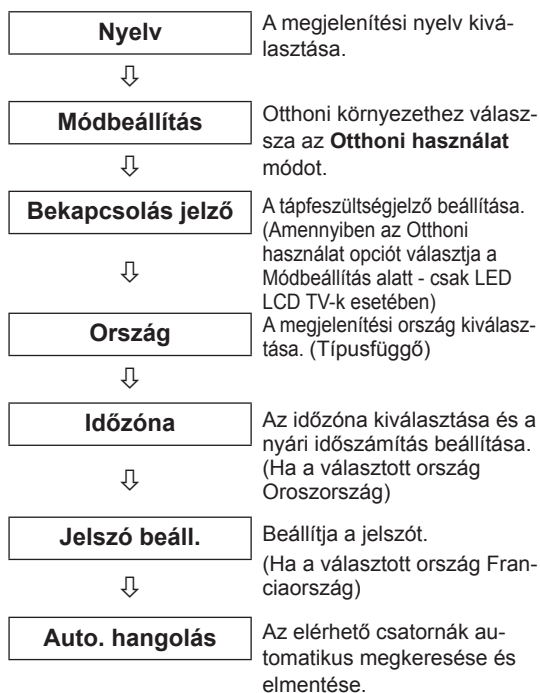 Nyelv
A megjelenítési nyelv kivá-
lasztása.
⇩
Módbeállítás
Otthoni környezethez válasz-
sza az Otthoni használat
módot.
⇩
Bekapcsolás jelző
A tápfeszültségjelző beállítása.
(Amennyiben az Otthoni
használat opciót választja a
Módbeállítás alatt - csak LED
LCD TV-k esetében)
⇩
Ország
A megjelenítési ország kiválasz-
tása. (Típusfüggő)
⇩
Időzóna
Az időzóna kiválasztása és a
nyári időszámítás beállítása.
(Ha a választott ország
Oroszország)
⇩
Jelszó beáll.
Beállítja a jelszót.
(Ha a választott ország Fran-
ciaország)
⇩
Auto. hangolás
Az elérhető csatornák au-
tomatikus megkeresése és
elmentése.